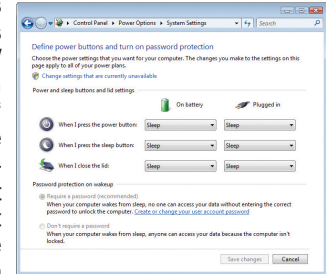 Control Panel ▸ Power Options ▸ System Settings
Search
Define power buttons and turn on password protection
Choose the power settings that you want for your computer. The changes you make to the settings on this
page apply to all of your power plans.
Change settings that are currently unavailable
Power and sleep buttons and lid settings
On battery Plugged in
When I press the power button: Sleep Sleep
When I press the sleep button: Sleep Sleep
When I close the lid: Sleep Sleep
Password protection on wakeup
Require a password (recommended)
When your computer wakes from sleep, no one can access your data without entering the correct
password to unlock the computer. Create or change your user account password
Don't require a password
When your computer wakes from sleep, anyone can access your data because the computer isn't
locked.
Save changes Cancel